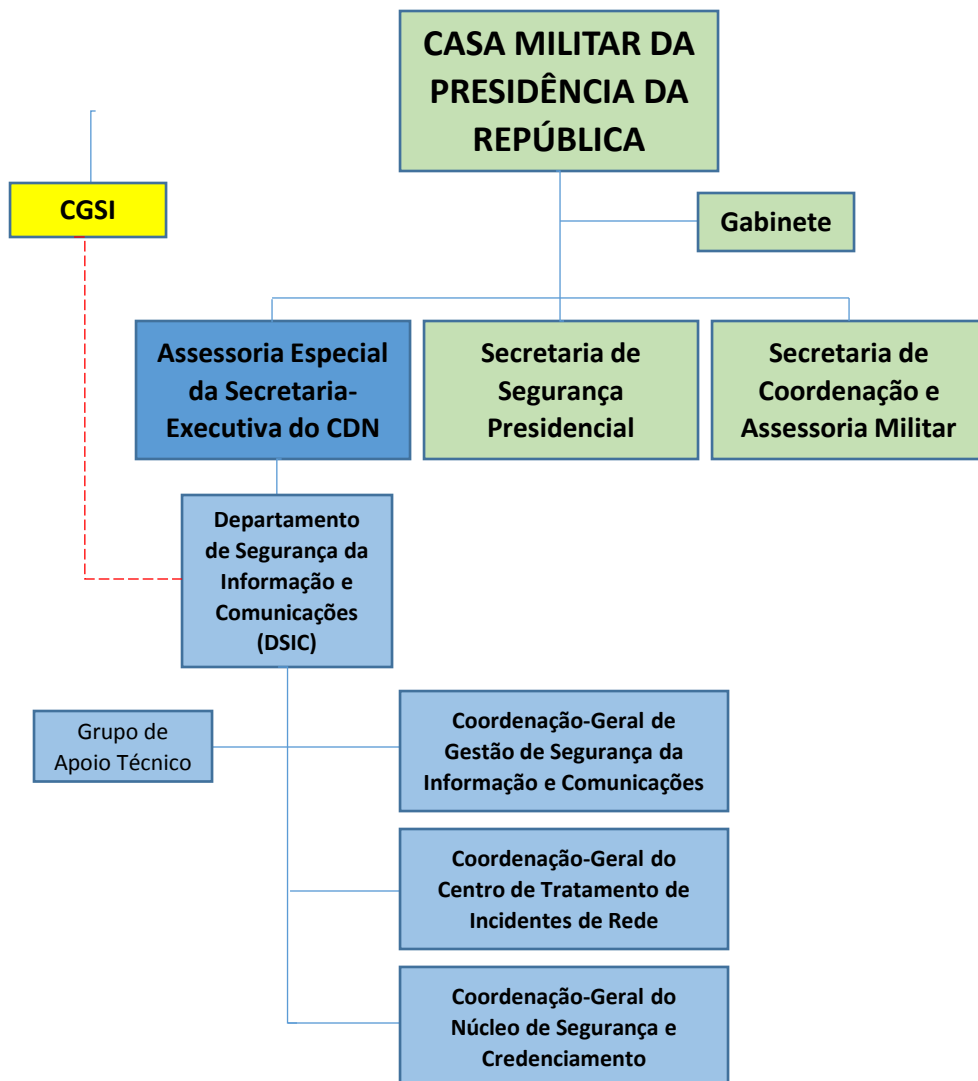 CASA MILITAR DA
PRESIDÊNCIA DA
REPÚBLICA
CGSI
Gabinete
Assessoria Especial
da Secretaria-
Executiva do CDN
Secretaria de
Segurança
Presidencial
Secretaria de
Coordenação e
Assessoria Militar
Departamento
de Segurança da
Informação e
Comunicações
(DSIC)
Grupo de
Apoio Técnico
Coordenação-Geral de
Gestão de Segurança da
Informação e Comunicações
Coordenação-Geral do
Centro de Tratamento de
Incidentes de Rede
Coordenação-Geral do
Núcleo de Segurança e
Credenciamento